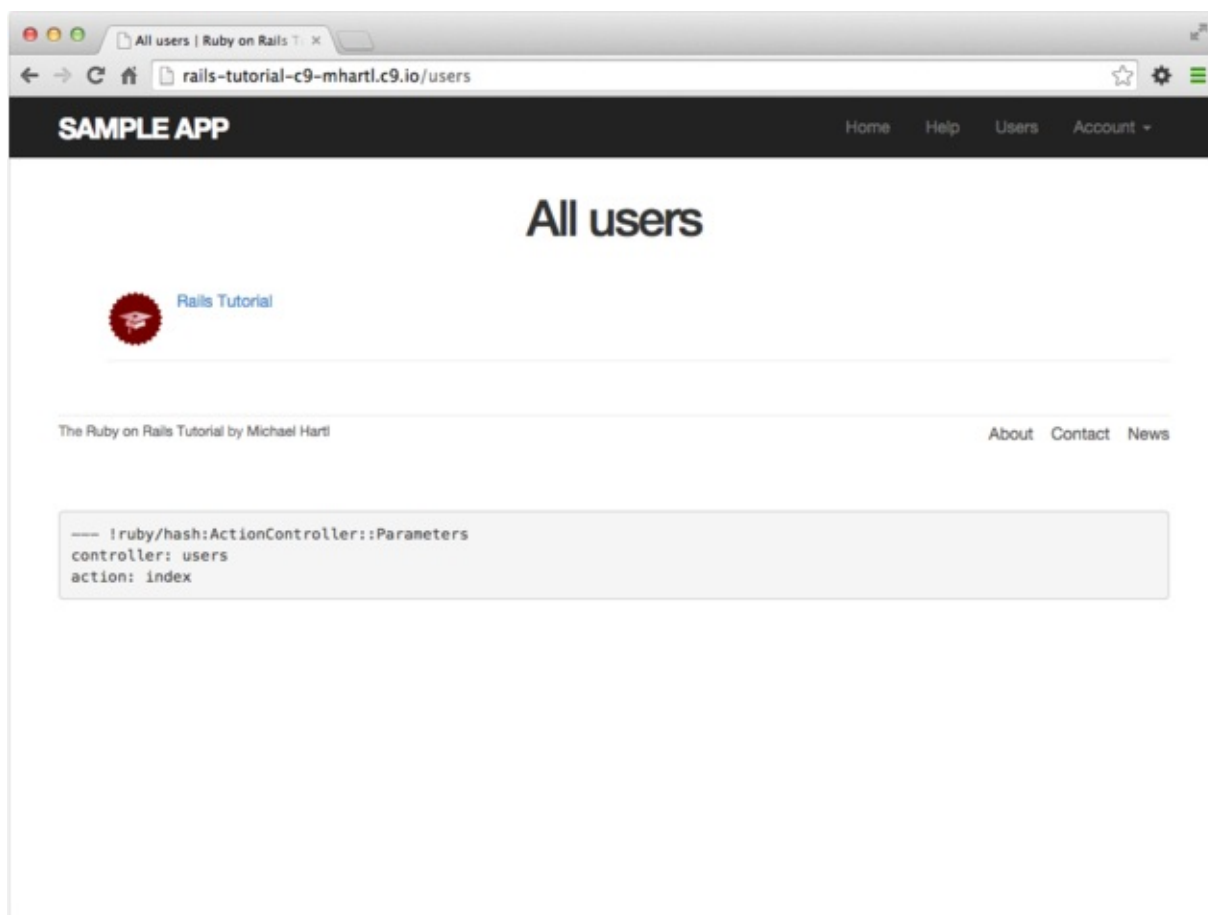 All users | Ruby on Rails T
rails-tutorial-c9-mhartl.c9.io/users
SAMPLE APP
Home Help Users Account
All users
Rails Tutorial
The Ruby on Rails Tutorial by Michael Hartl
About Contact News
--- !ruby/hash:ActionController::Parameters
controller: users
action: index